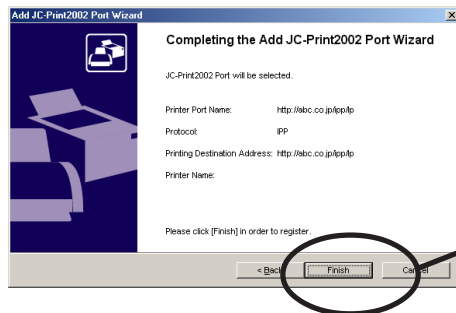 Add JC-Print2002 Port Wizard
Completing the Add JC-Print2002 Port Wizard
JC-Print2002 Port will be selected.
Printer Port Name: http://abc.co.jp/ipp/lp
Protocol: IPP
Printing Destination Address: http://abc.co.jp/ipp/lp
Printer Name:
Please click [Finish] in order to register.
< Back Finish Cancel